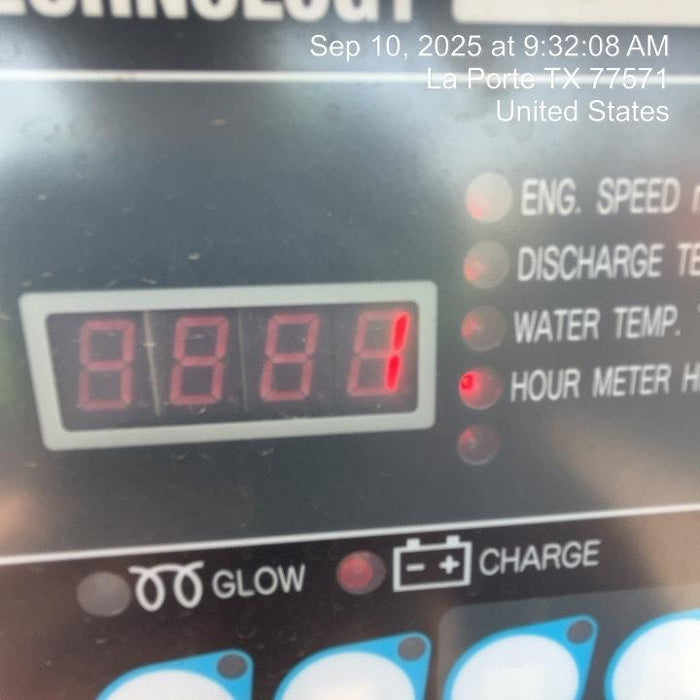 Sep 10, 2025 at 9:32:08 AM
La Porte TX 77571
United States
ENG. SPEED
DISCHARGE
WATER TEMP.
1
HOUR METER
GLOW
- +
CHARGE